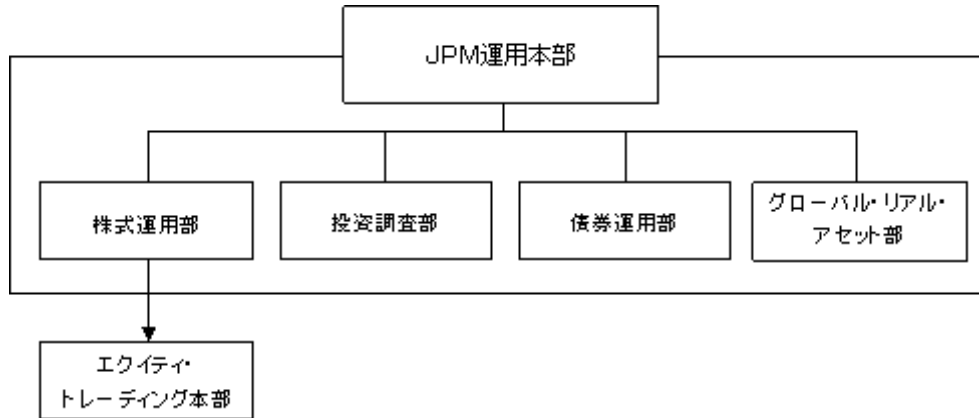 JPM運用本部
株式運用部
投資調査部
債券運用部
グローバル・リアル・
アセット部
エクイティ・
トレーディング本部